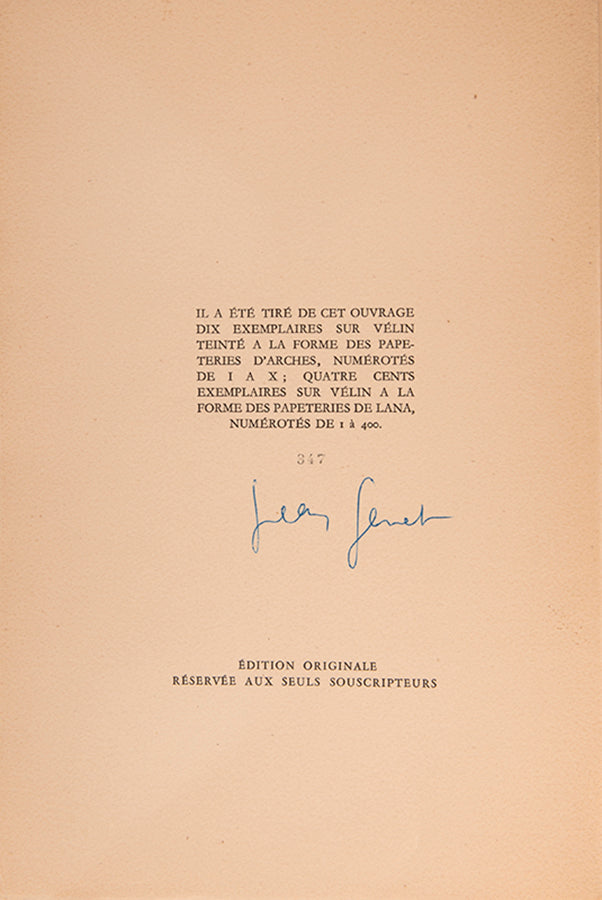 IL A ÉTÉ TIRÉ DE CET OUVRAGE
DIX EXEMPLAIRES SUR VÉLIN
TEINTÉ A LA FORME DES PAPE-
TERIES D'ARCHES, NUMÉROTÉS
DE I A X; QUATRE CENTS
EXEMPLAIRES SUR VÉLIN A LA
FORME DES PAPETERIES DE LANA,
NUMÉROTÉS DE 1 à 400.
347
Jean Genet
ÉDITION ORIGINALE
RÉSERVÉE AUX SEULS SOUSCRIPTEURS